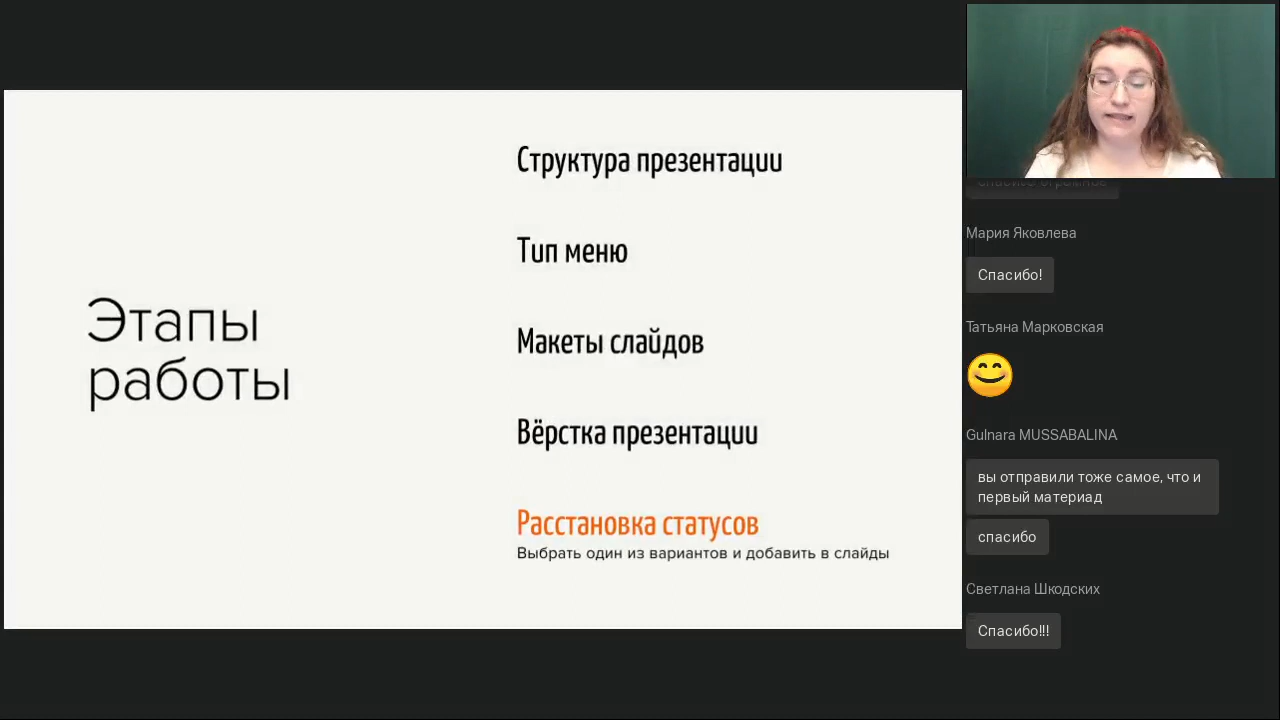 Этапы
работы
Структура презентации
Тип меню
Макеты слайдов
Вёрстка презентации
Расстановка статусов
Выбрать один из вариантов и добавить в слайды
Мария Яковлева
Спасибо!
Татьяна Марковская
Gulnara MUSSABALINA
вы отправили тоже самое, что и
первый материад
спасибо
Светлана Шкодских
Спасибо!!!